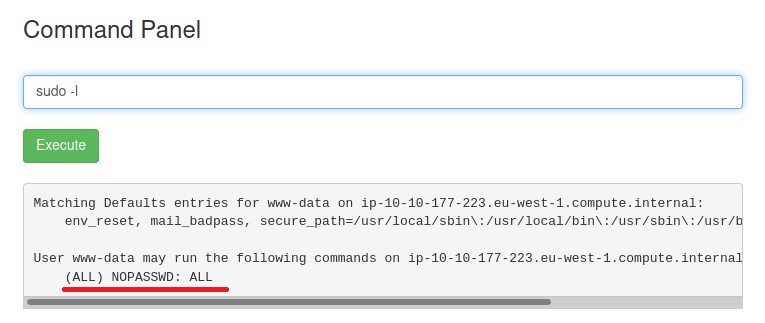 Command Panel
sudo -l
Execute
Matching Defaults entries for www-data on ip-10-10-177-223.eu-west-1.compute.internal:
env_reset, mail_badpass, secure_path=/usr/local/sbin\:/usr/local/bin\:/usr/sbin\:/usr/b
User www-data may run the following commands on ip-10-10-177-223.eu-west-1.compute.internal
(ALL) NOPASSWD: ALL